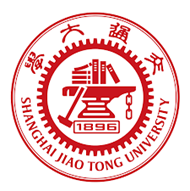 交通大學
1896
SHANGHAI JIAO TONG UNIVERSITY